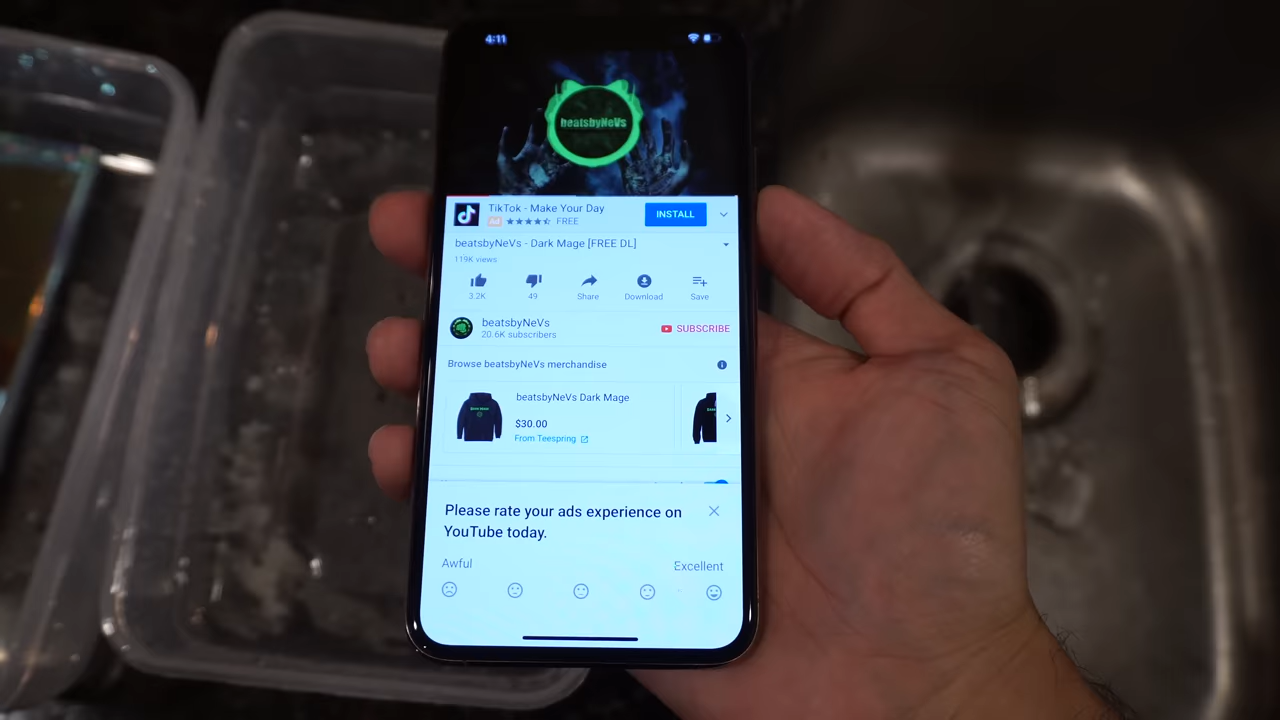 4:11
beatsbyNeVs
TikTok - Make Your Day
Ad FREE
INSTALL
beatsbyNeVs - Dark Mage [FREE DL]
119K views
3.2K
49
Share
Download
Save
beatsbyNeVs
20.6K subscribers
SUBSCRIBE
Browse beatsbyNeVs merchandise
beatsbyNeVs Dark Mage
$30.00
From Teespring
Please rate your ads experience on
YouTube today.
Awful
Excellent